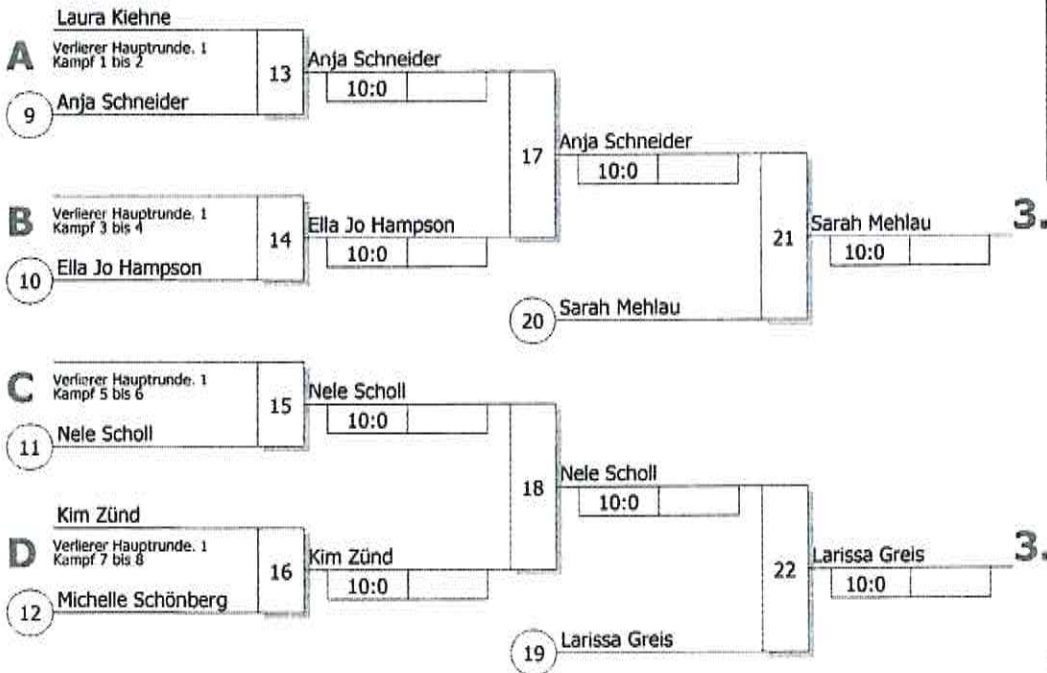 Laura Kiehne
A
Verlierer Hauptrunde. 1
Kampf 1 bis 2
13
Anja Schneider
10:0
9
Anja Schneider
17
Anja Schneider
10:0
B
Verlierer Hauptrunde. 1
Kampf 3 bis 4
14
Ella Jo Hampson
10:0
10
Ella Jo Hampson
21
Sarah Mehlau
10:0
3.
20
Sarah Mehlau
C
Verlierer Hauptrunde. 1
Kampf 5 bis 6
15
Nele Scholl
10:0
11
Nele Scholl
18
Nele Scholl
10:0
Kim Zünd
D
Verlierer Hauptrunde. 1
Kampf 7 bis 8
16
Kim Zünd
10:0
12
Michelle Schönberg
22
Larissa Greis
10:0
3.
19
Larissa Greis